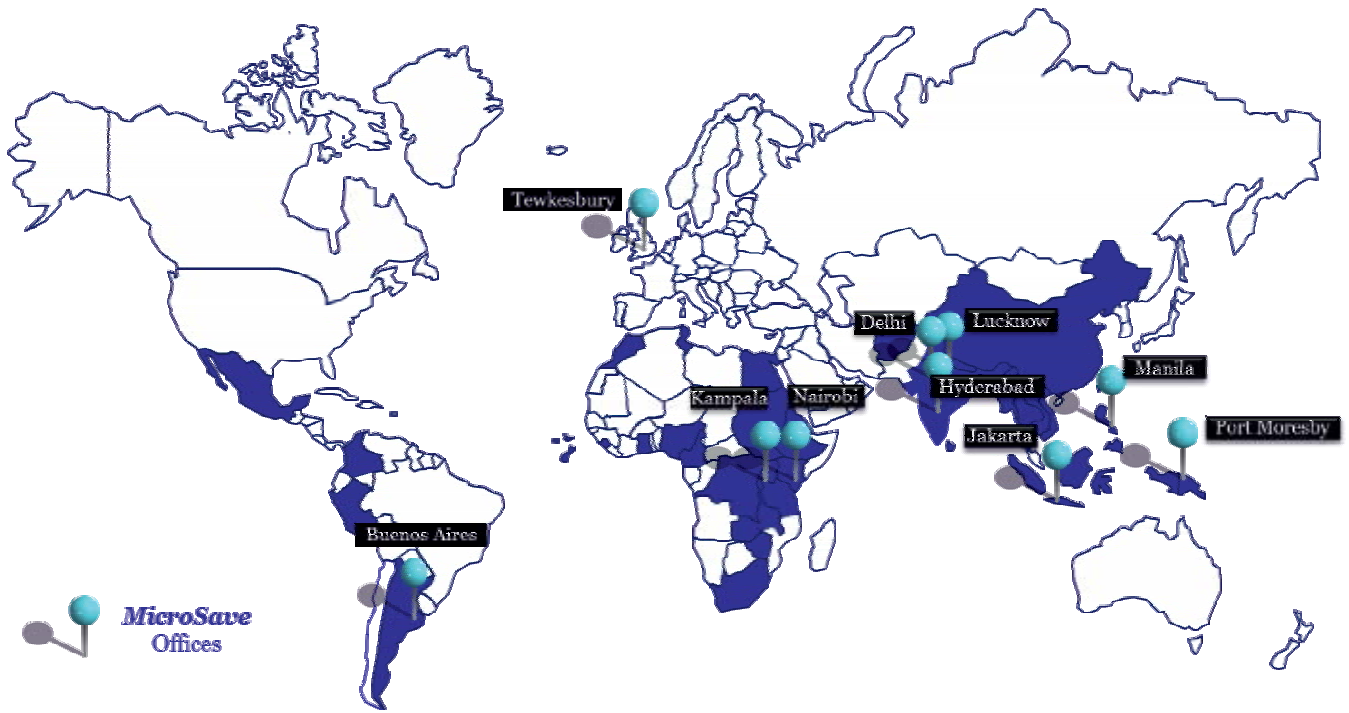 Tewkesbury
Delhi
Lucknow
Manila
Hyderabad
Kampala
Nairobi
Jakarta
Port Moresby
Buenos Aires
MicroSave
Offices